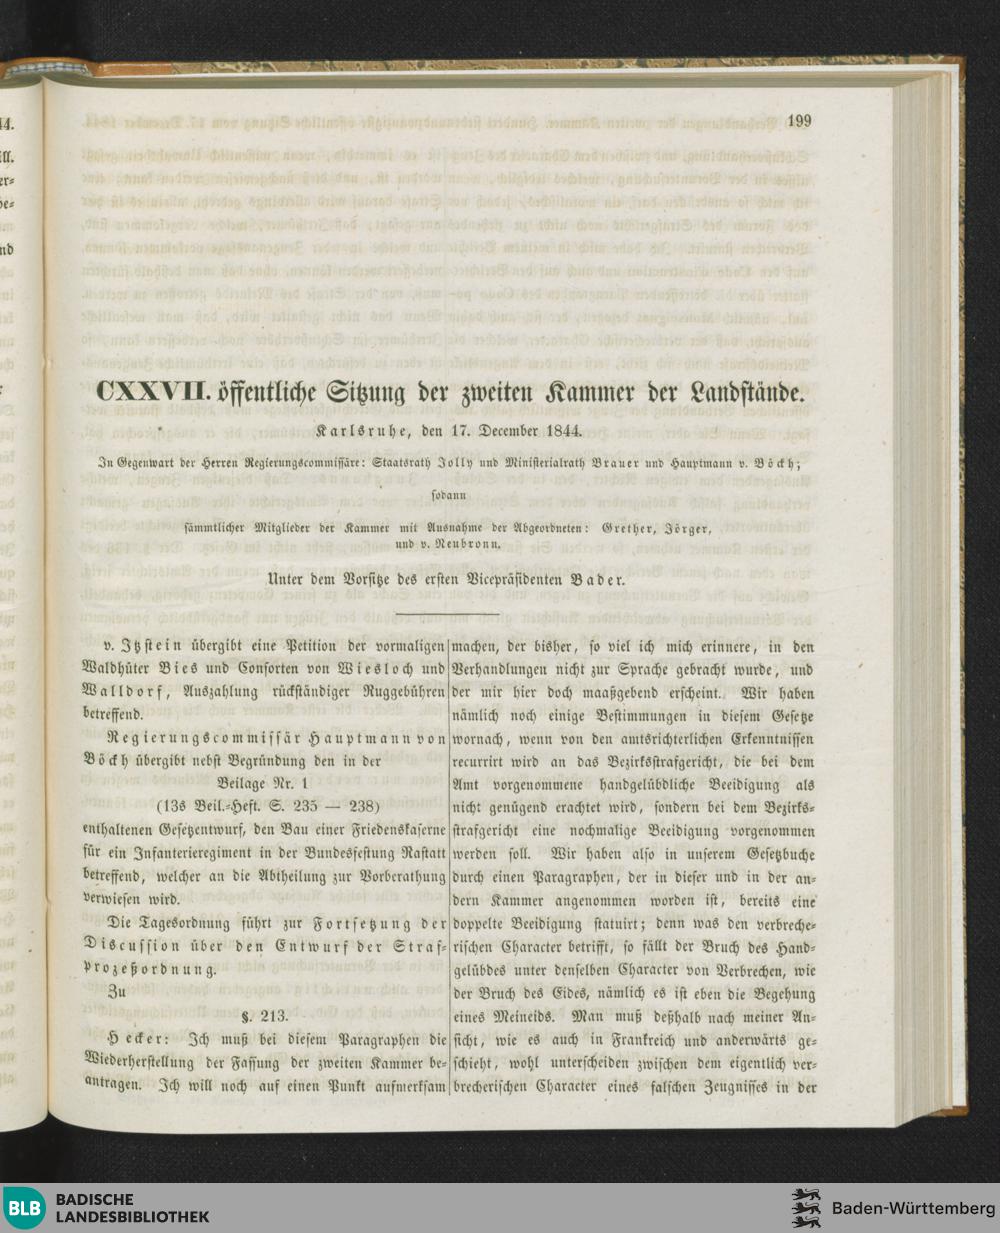 199
CXXVII. öffentliche Sitzung der zweiten Kammer der Landstände.
Karlsruhe, den 17. December 1844.
In Gegenwart der Herren Regierungscommissäre: Staatsrath Jolly und Ministerialrath Brauer und Hauptmann v. Böckh;
sodann
sämmtlicher Mitglieder der Kammer mit Ausnahme der Abgeordneten: Grether, Jörger,
und v. Neubronn.
Unter dem Vorsitze des ersten Vicepräsidenten Bader.
v. Itzstein übergibt eine Petition der vormaligen
Waldhüter Bies und Consorten von Wiesloch und
Walldorf, Auszahlung rückständiger Ruggebühren
betreffend.
Regierungscommissär Hauptmann von
Böckh übergibt nebst Begründung den in der
Beilage Nr. 1
(13s Beil.-Heft. S. 235 — 238)
enthaltenen Gesetzentwurf, den Bau einer Friedenskaserne
für ein Infanterieregiment in der Bundesfestung Rastatt
betreffend, welcher an die Abtheilung zur Vorberathung
verwiesen wird.
Die Tagesordnung führt zur Fortsetzung der
Discussion über den Entwurf der Straf-
prozeßordnung.
Zu
§. 213.
Hecker: Ich muß bei diesem Paragraphen die
Wiederherstellung der Fassung der zweiten Kammer be-
antragen. Ich will noch auf einen Punkt aufmerksam
machen, der bisher, so viel ich mich erinnere, in den
Verhandlungen nicht zur Sprache gebracht wurde, und
der mir hier doch maaßgebend erscheint. Wir haben
nämlich noch einige Bestimmungen in diesem Gesetze
wornach, wenn von den amtsrichterlichen Erkenntnissen
recurrirt wird an das Bezirksstrafgericht, die bei dem
Amt vorgenommene handgelübdliche Beeidigung als
nicht genügend erachtet wird, sondern bei dem Bezirks-
strafgericht eine nochmalige Beeidigung vorgenommen
werden soll. Wir haben also in unserem Gesetzbuche
durch einen Paragraphen, der in dieser und in der an-
dern Kammer angenommen worden ist, bereits eine
doppelte Beeidigung statuirt; denn was den verbreche-
rischen Character betrifft, so fällt der Bruch des Hand-
gelübdes unter denselben Character von Verbrechen, wie
der Bruch des Eides, nämlich es ist eben die Begehung
eines Meineids. Man muß deßhalb nach meiner An-
sicht, wie es auch in Frankreich und anderwärts ge-
schieht, wohl unterscheiden zwischen dem eigentlich ver-
brecherischen Character eines falschen Zeugnisses in der
BLB
BADISCHE
LANDESBIBLIOTHEK
Baden-Württemberg